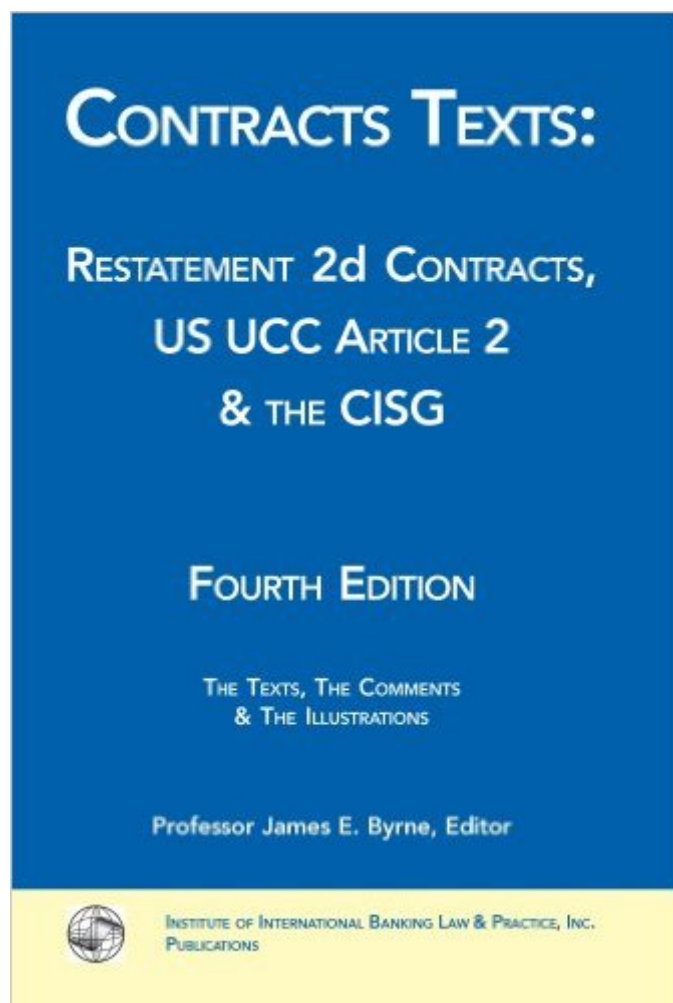 CONTRACTS TEXTS:
RESTATEMENT 2d CONTRACTS,
US UCC ARTICLE 2
& THE CISG
FOURTH EDITION
THE TEXTS, THE COMMENTS
& THE ILLUSTRATIONS
Professor James E. Byrne, Editor
INSTITUTE OF INTERNATIONAL BANKING LAW & PRACTICE, INC.
PUBLICATIONS